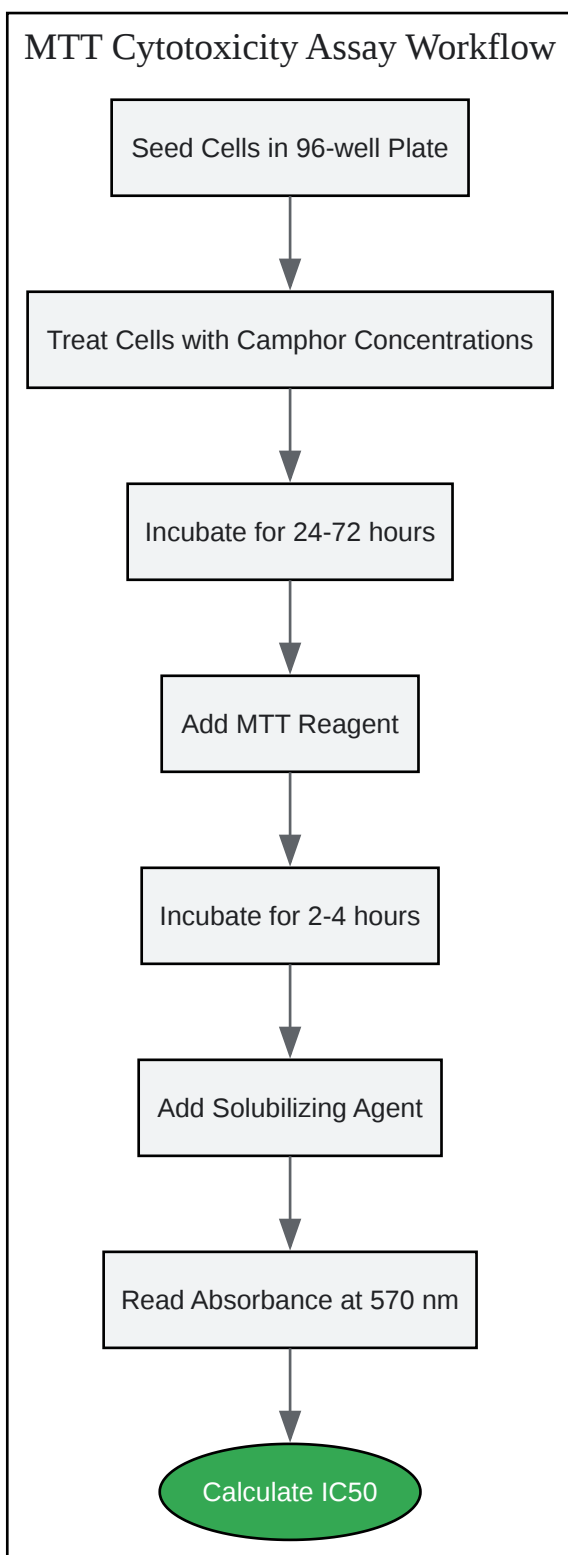 MTT Cytotoxicity Assay Workflow
Seed Cells in 96-well Plate
Treat Cells with Camphor Concentrations
Incubate for 24-72 hours
Add MTT Reagent
Incubate for 2-4 hours
Add Solubilizing Agent
Read Absorbance at 570 nm
Calculate IC50